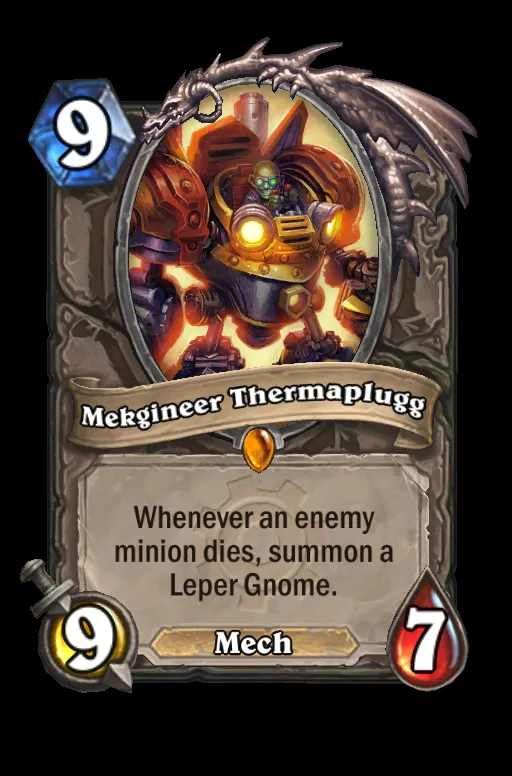 9
Mekgineer Thermaplugg
Whenever an enemy
minion dies, summon a
Leper Gnome.
9
Mech
7